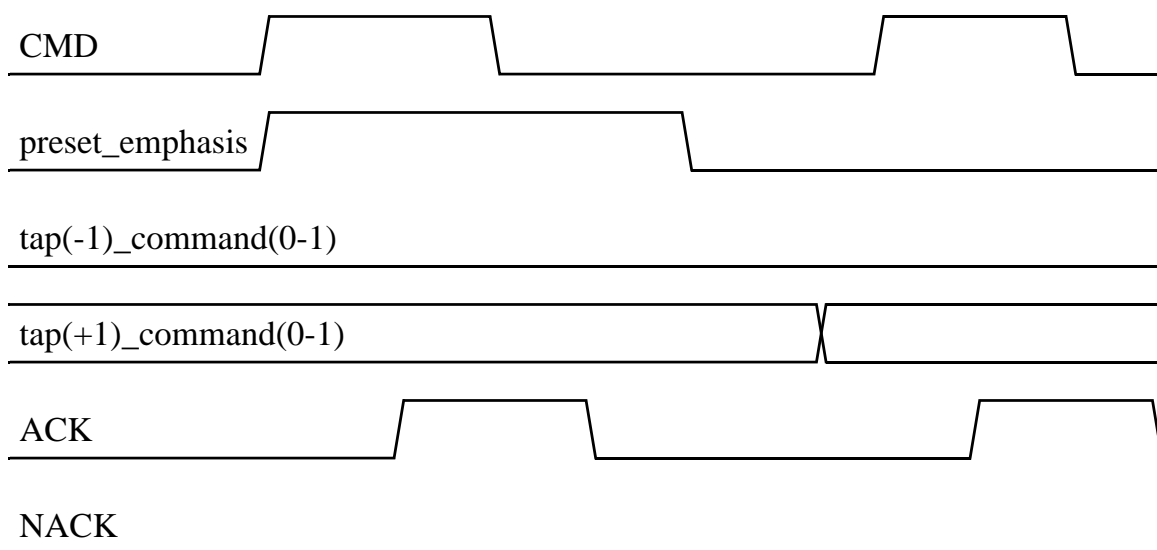 CMD
preset_emphasis
tap(-1)_command(0-1)
tap(+1)_command(0-1)
ACK
NACK